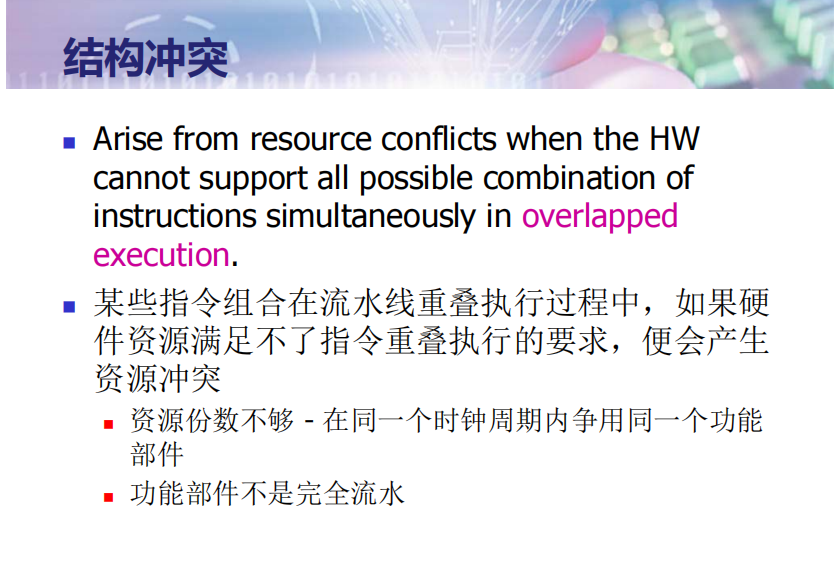 结构冲突
Arise from resource conflicts when the HW
cannot support all possible combination of
instructions simultaneously in overlapped
execution.
某些指令组合在流水线重叠执行过程中，如果硬
件资源满足不了指令重叠执行的要求，便会产生
资源冲突
资源份数不够 - 在同一个时钟周期内争用同一个功能
部件
功能部件不是完全流水